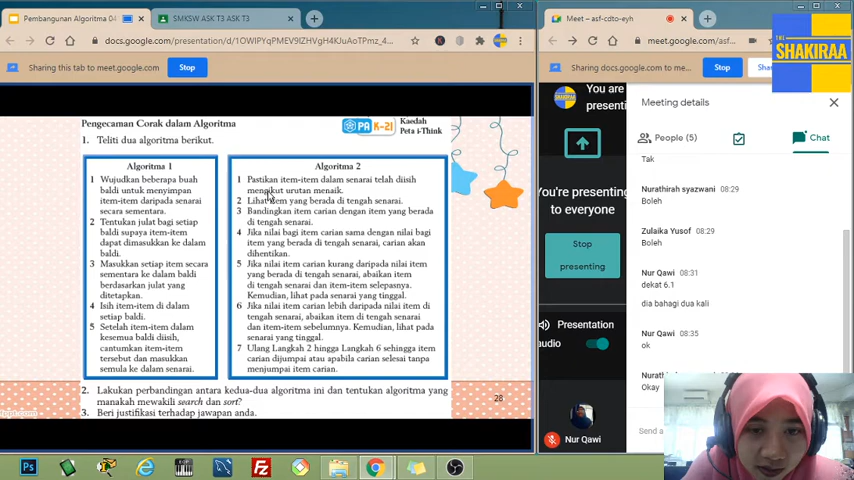 Pembangunan Algoritma 04
SMKSW ASK T3 ASK T3
docs.google.com/presentation/d/1OWIPYqPMEV9IZHVgH4KJuAoTPmz_4...
Sharing this tab to meet.google.com
Stop
Pengecaman Corak dalam Algoritma
PA K-21
Kaedah
Peta i-Think
1. Teliti dua algoritma berikut.
Algoritma 1
1 Wujudkan beberapa buah
baldi untuk menyimpan
item-item daripada senarai
secara sementara.
2 Tentukan julat bagi setiap
baldi supaya item-item
dapat dimasukkan ke dalam
baldi.
3 Masukkan setiap item secara
sementara ke dalam baldi
berdasarkan julat yang
ditetapkan.
4 Isih item-item di dalam
setiap baldi.
5 Setelah item-item dalam
kesemua baldi diisih,
cantumkan item-item
tersebut dan masukkan
semula ke dalam senarai.
Algoritma 2
1 Pastikan item-item dalam senarai telah diisih
mengikut urutan menaik.
2 Lihat item yang berada di tengah senarai.
3 Bandingkan item carian dengan item yang berada
di tengah senarai.
4 Jika nilai bagi item carian sama dengan nilai bagi
item yang berada di tengah senarai, carian akan
dihentikan.
5 Jika nilai item carian kurang daripada nilai item
yang berada di tengah senarai, abaikan item
di tengah senarai dan item-item selepasnya.
Kemudian, lihat pada senarai yang tinggal.
6 Jika nilai item carian lebih daripada nilai item di
tengah senarai, abaikan item di tengah senarai
dan item-item sebelumnya. Kemudian, lihat pada
senarai yang tinggal.
7 Ulang Langkah 2 hingga Langkah 6 sehingga item
carian dijumpai atau apabila carian selesai tanpa
menjumpai item carian.
2. Lakukan perbandingan antara kedua-dua algoritma ini dan tentukan algoritma yang
manakah mewakili search dan sort?
3. Beri justifikasi terhadap jawapan anda.
28
Meet – asf-cdto-eyh
meet.google.com/asf
Sharing docs.google.com to me...
Stop
THE
SHAKIRAA
You are
presenti
You're presenting
to everyone
Stop
presenting
Presentation
audio
Nur Qawi
Meeting details
People (5)
Chat
Tak
Nurathirah syazwani 08:29
Boleh
Zulaika Yusof 08:29
Boleh
Nur Qawi 08:31
dekat 6.1
dia bahagi dua kali
Nur Qawi 08:35
ok
Okay
Send a
Ps